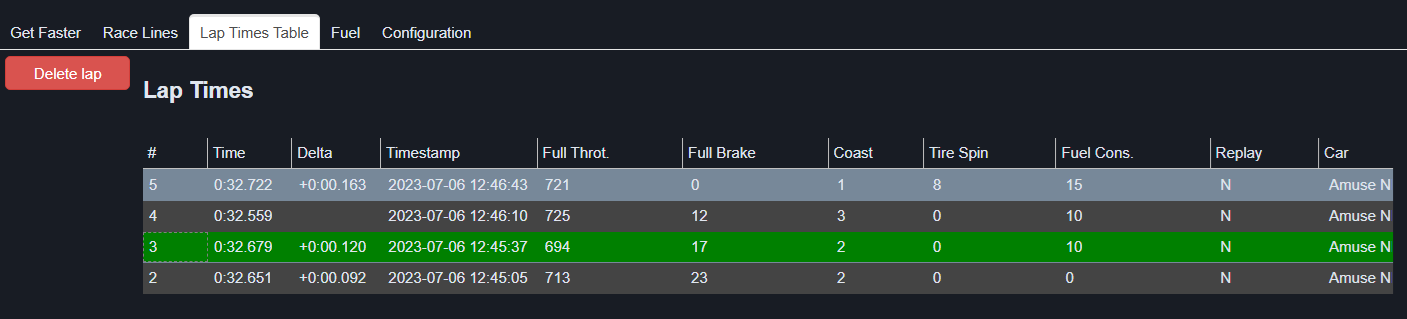 Get Faster Race Lines Lap Times Table Fuel Configuration
Delete lap
Lap Times
# Time Delta Timestamp Full Throt. Full Brake Coast Tire Spin Fuel Cons. Replay Car
5 0:32.722 +0:00.163 2023-07-06 12:46:43 721 0 1 8 15 N Amuse N
4 0:32.559 2023-07-06 12:46:10 725 12 3 0 10 N Amuse N
3 0:32.679 +0:00.120 2023-07-06 12:45:37 694 17 2 0 10 N Amuse N
2 0:32.651 +0:00.092 2023-07-06 12:45:05 713 23 2 0 0 N Amuse N